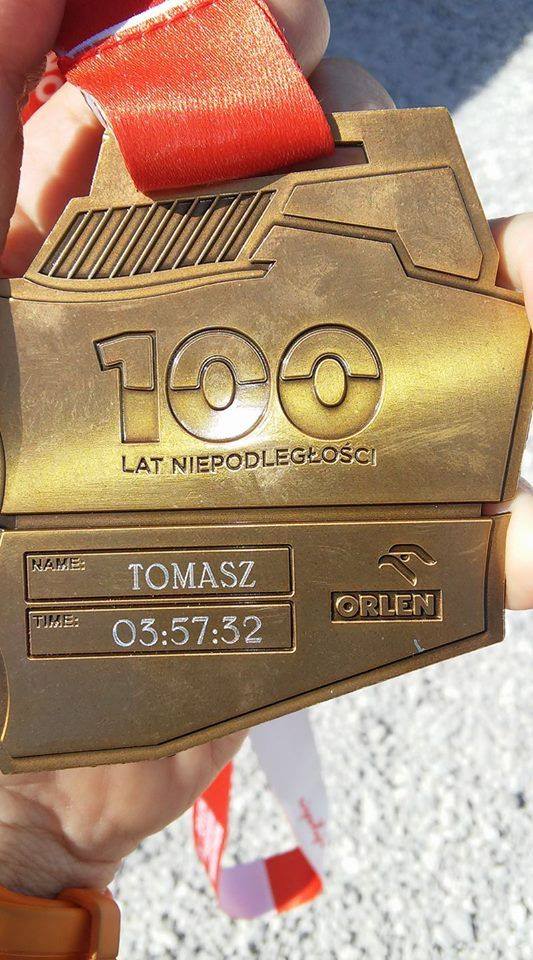 100
LAT NIEPODLEGŁOŚCI
NAME: TOMASZ
TIME: 03:57:32
ORLEN